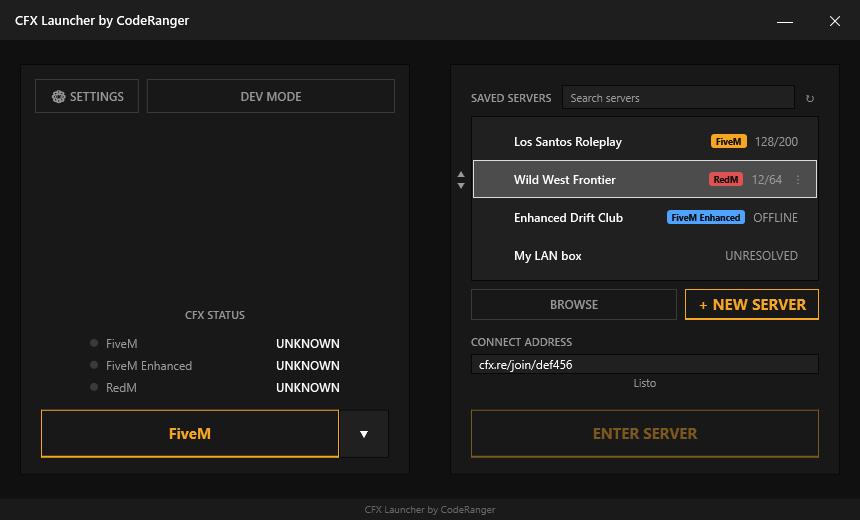 CFX Launcher by CodeRanger
SETTINGS
DEV MODE
CFX STATUS
FiveM UNKNOWN
FiveM Enhanced UNKNOWN
RedM UNKNOWN
FiveM
SAVED SERVERS
Search servers
Los Santos Roleplay FiveM 128/200
Wild West Frontier RedM 12/64
Enhanced Drift Club FiveM Enhanced OFFLINE
My LAN box UNRESOLVED
BROWSE
+ NEW SERVER
CONNECT ADDRESS
cfx.re/join/def456
Listo
ENTER SERVER
CFX Launcher by CodeRanger